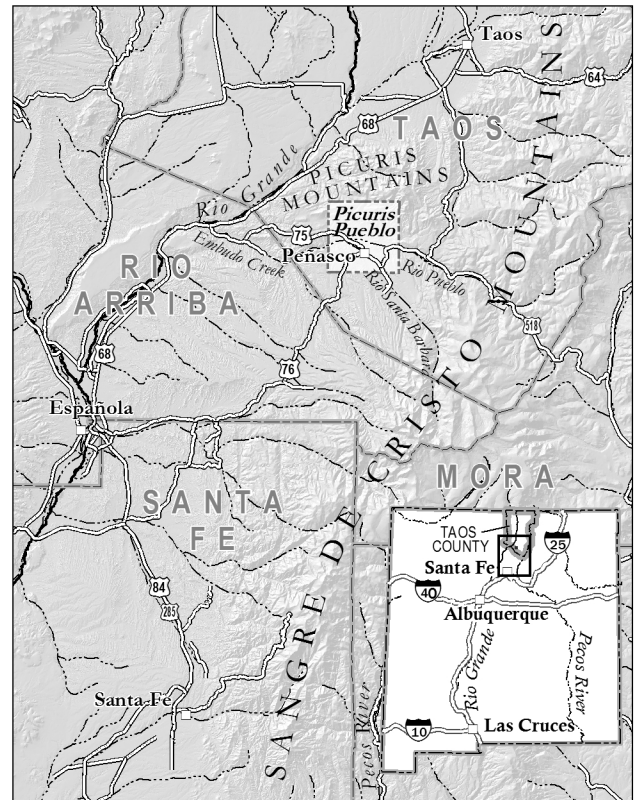 Taos
64
68
TAOS
Rio Grande
PICURIS
MOUNTAINS
Picuris
Pueblo
75
Peñasco
Embudo Creek
Rio Pueblo
Rio Santa Barbara
RIO
ARRIBA
518
68
76
Española
SANGRE DE CRISTO MOUNTAINS
MORA
SANTA
FE
84
285
Santa Fe
Pecos River
TAOS
COUNTY
25
Santa Fe
40
Albuquerque
Rio Grande
Pecos River
10
Las Cruces